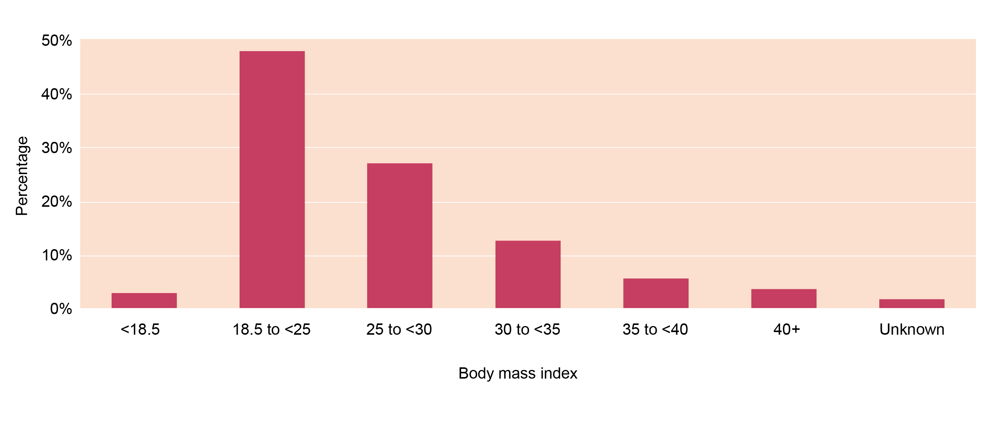 50%
40%
30%
20%
10%
0%
Percentage
<18.5
18.5 to <25
25 to <30
30 to <35
35 to <40
40+
Unknown
Body mass index